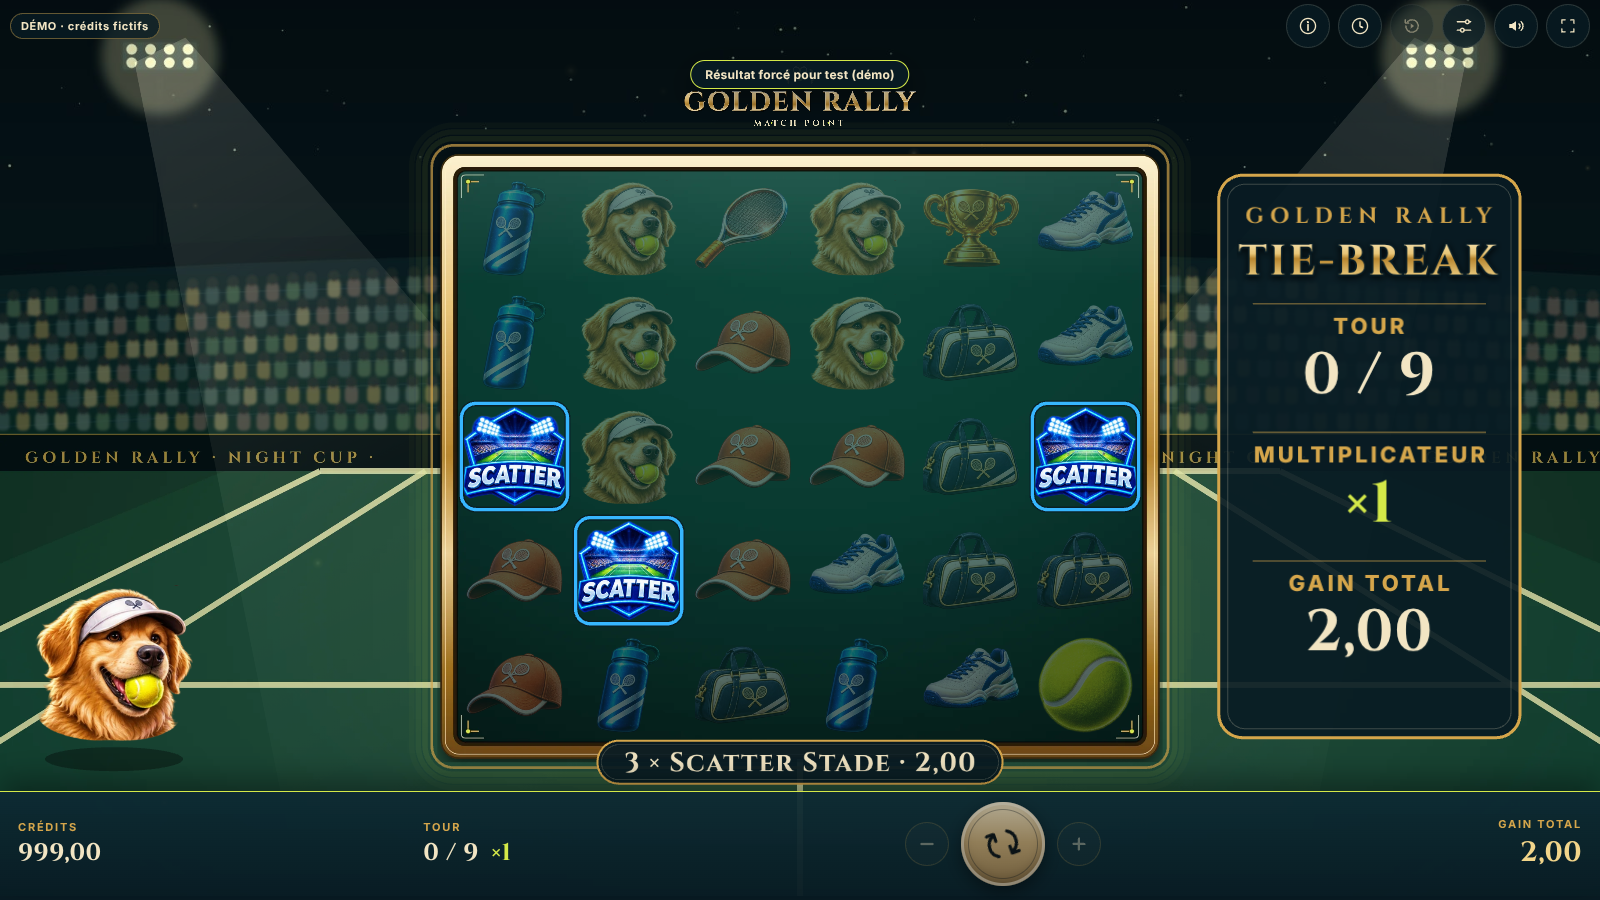 DÉMO · crédits fictifs
Résultat forcé pour test (démo)
GOLDEN RALLY
MATCH POINT
GOLDEN RALLY
TIE-BREAK
TOUR
0 / 9
MULTIPLICATEUR
×1
GAIN TOTAL
2,00
GOLDEN RALLY · NIGHT CUP ·
NIGH
RALLY
SCATTER
SCATTER
SCATTER
3 × SCATTER STADE · 2,00
CRÉDITS
999,00
TOUR
0 / 9 ×1
GAIN TOTAL
2,00